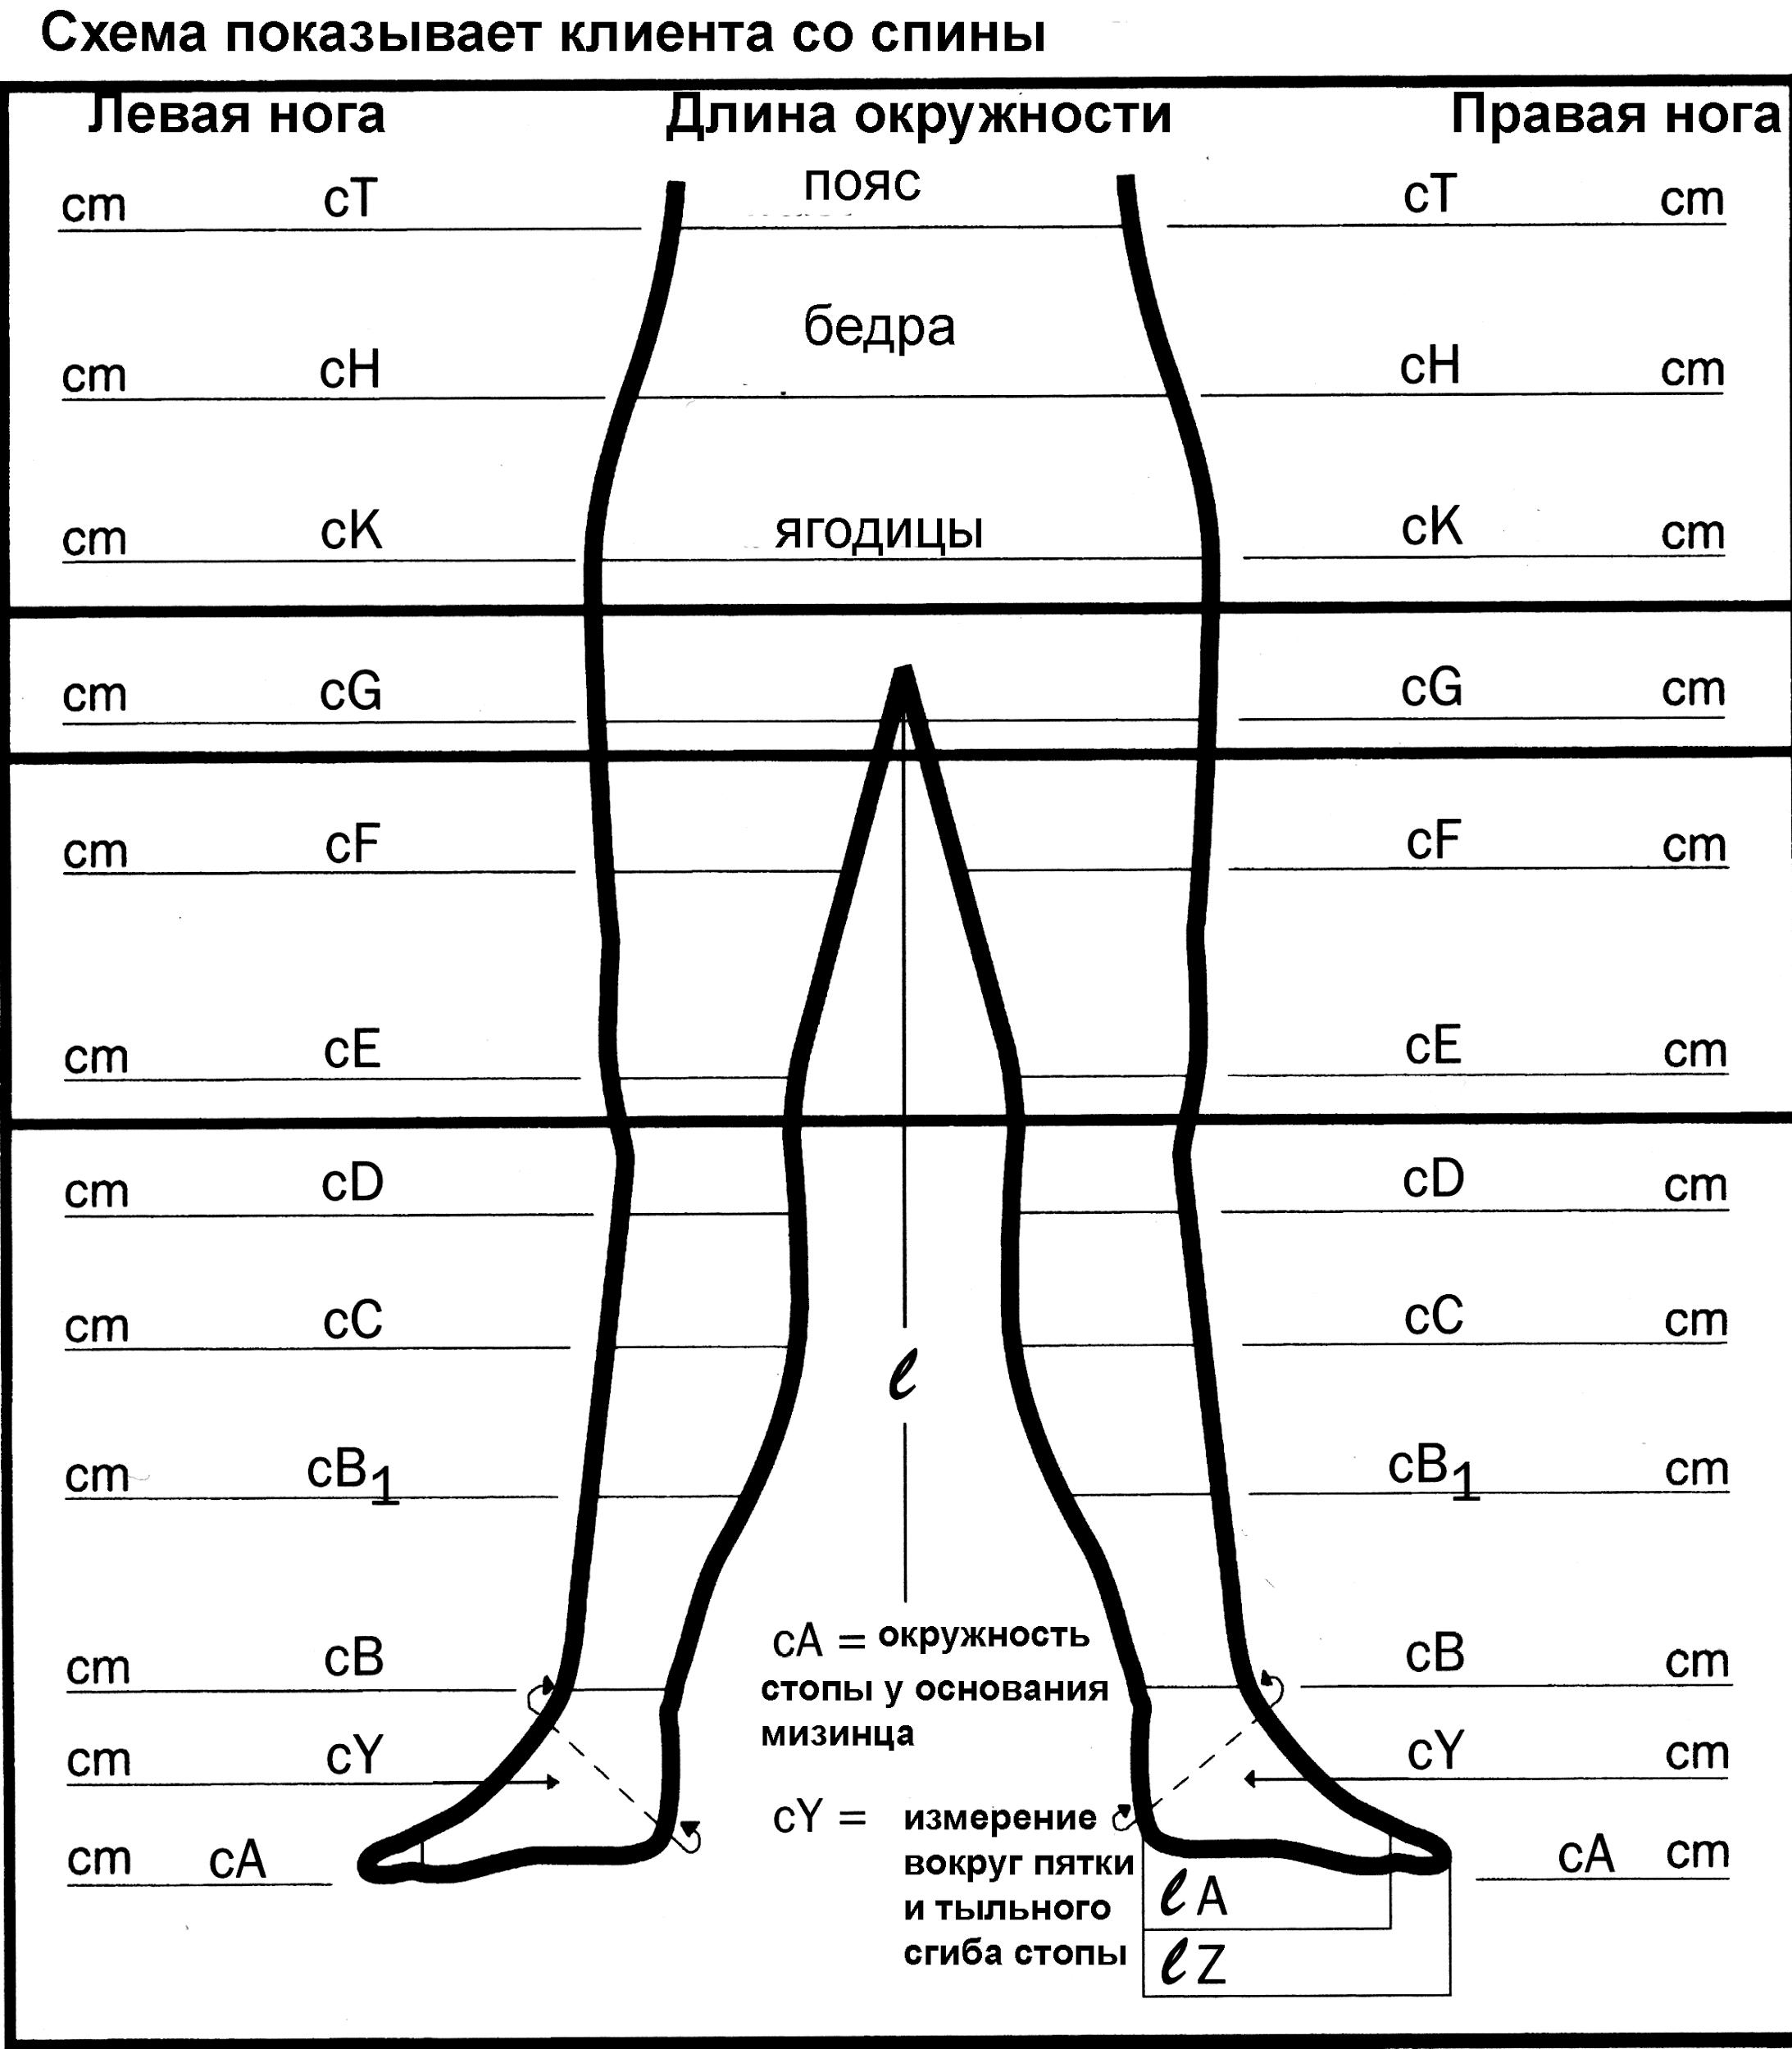 Схема показывает клиента со спины
Левая нога Длина окружности Правая нога
cm cT пояс cT cm
бедра
cm cH cH cm
cm cK ягодицы cK cm
cm cG cG cm
cm cF cF cm
cm cE cE cm
cm cD cD cm
cm cC cC cm
ℓ
cm cB1 cB1 cm
cA = окружность
стопы у основания
мизинца
cm cB cB cm
cm cY cY cm
cY = измерение
вокруг пятки
и тыльного
сгиба стопы
cm cA cA cm
ℓ A
ℓ Z